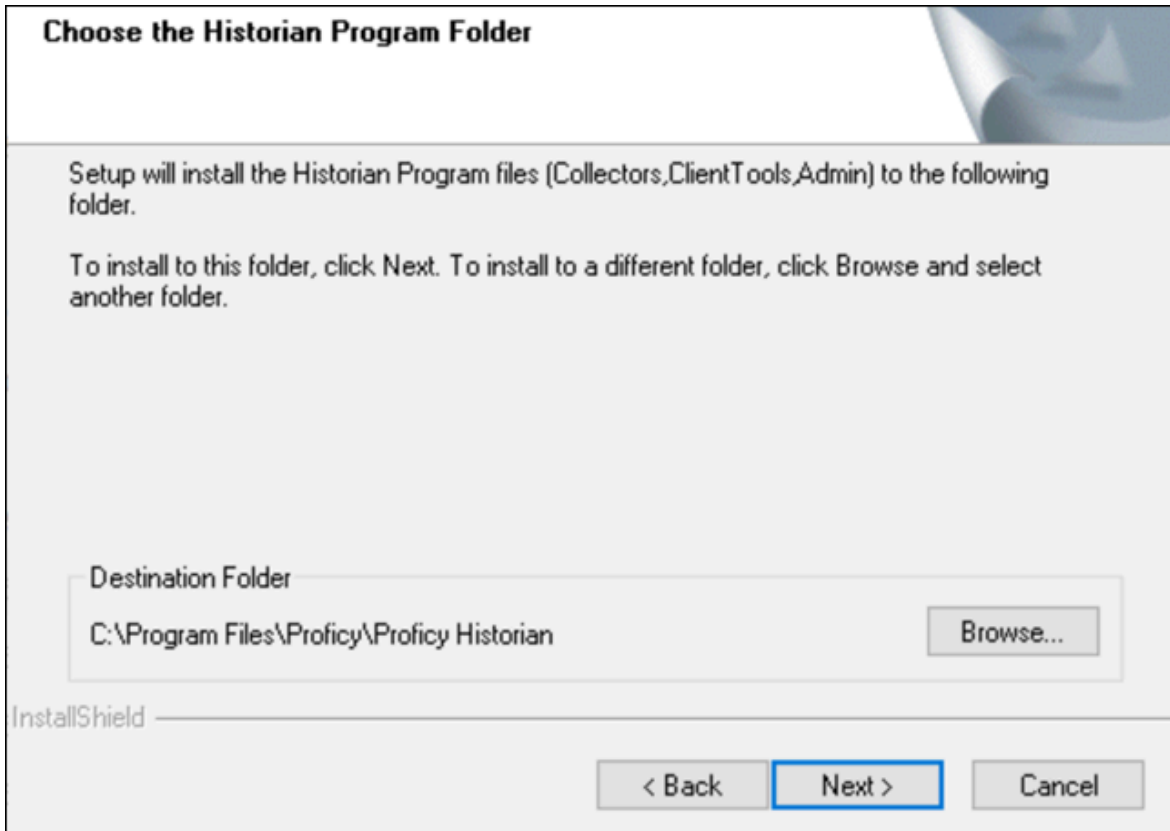 Choose the Historian Program Folder
Setup will install the Historian Program files (Collectors,ClientTools,Admin) to the following
folder.
To install to this folder, click Next. To install to a different folder, click Browse and select
another folder.
Destination Folder
C:\Program Files\Proficy\Proficy Historian
Browse...
InstallShield
< Back
Next >
Cancel